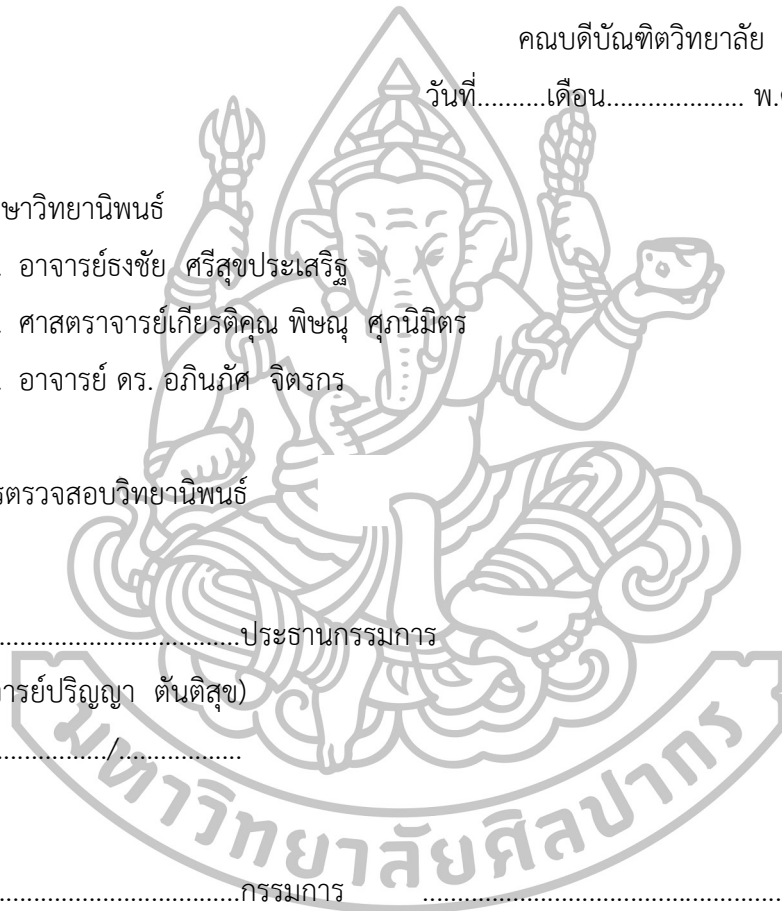 คณบดีบัณฑิตวิทยาลัย
วันที่..........เดือน.................... พ.
ษาวิทยานิพนธ์
. อาจารย์ธงชัย ศรีสุขประเสริฐ
. ศาสตราจารย์เกียรติคุณ พิษณุ ศุภนิมิตร
. อาจารย์ ดร. อภินภัศ จิตรกร
รตรวจสอบวิทยานิพนธ์
...................................ประธานกรรมการ
ารย์ปริญญา ตันติสุข)
................/..................
มหาวิทยาลัยศิลปากร
...................................กรรมการ ....................................................